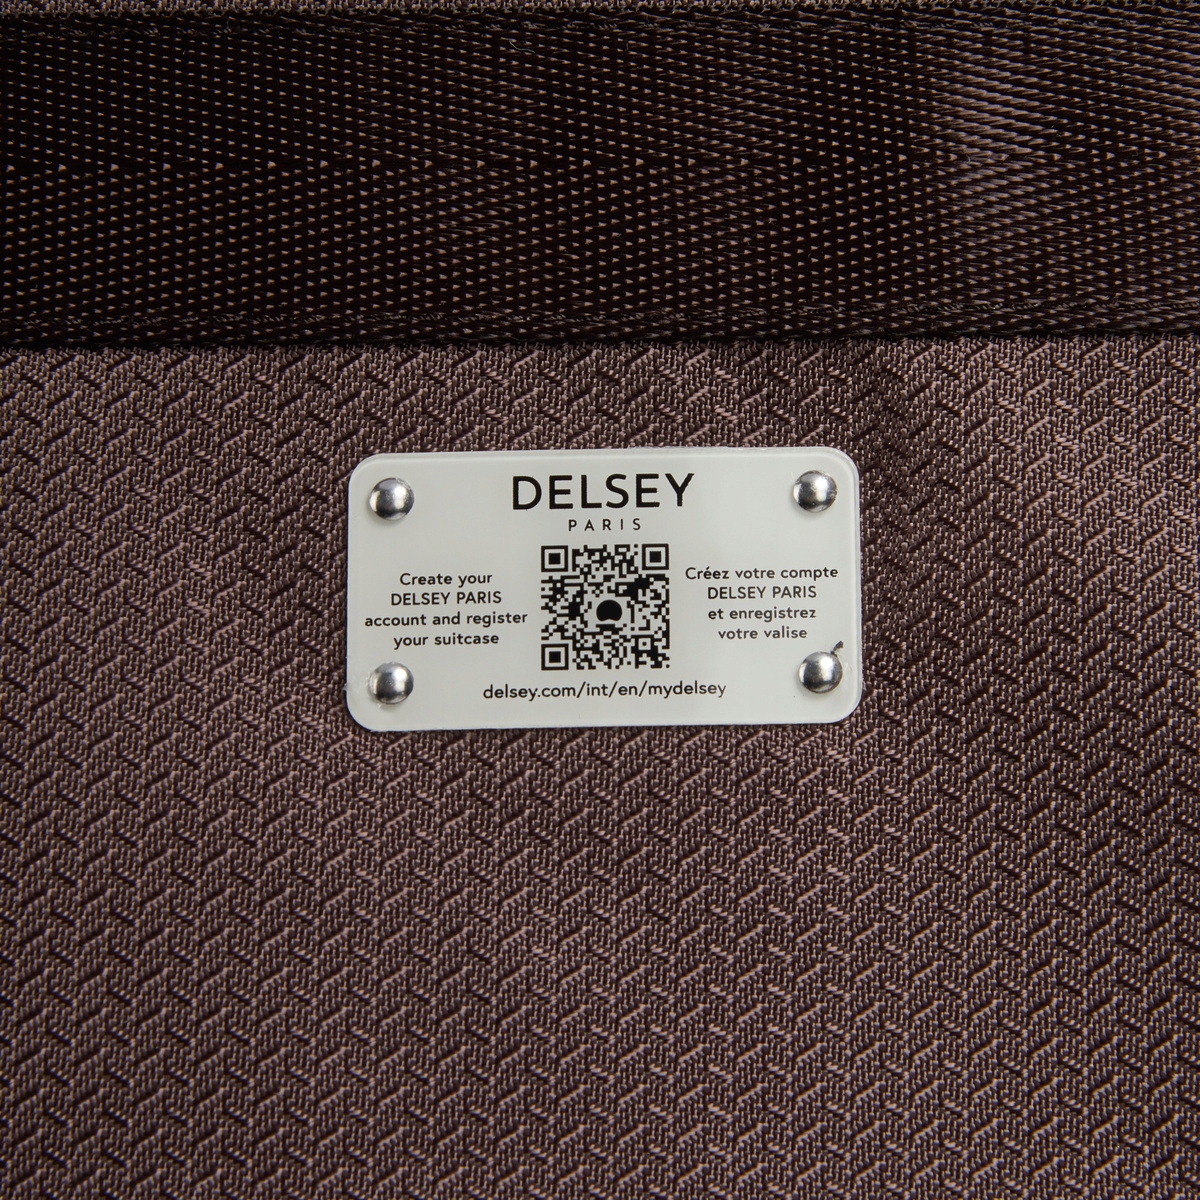 DELSEY
PARIS
Create your
DELSEY PARIS
account and register
your suitcase
Créez votre compte
DELSEY PARIS
et enregistrez
votre valise
delsey.com/int/en/mydelsey